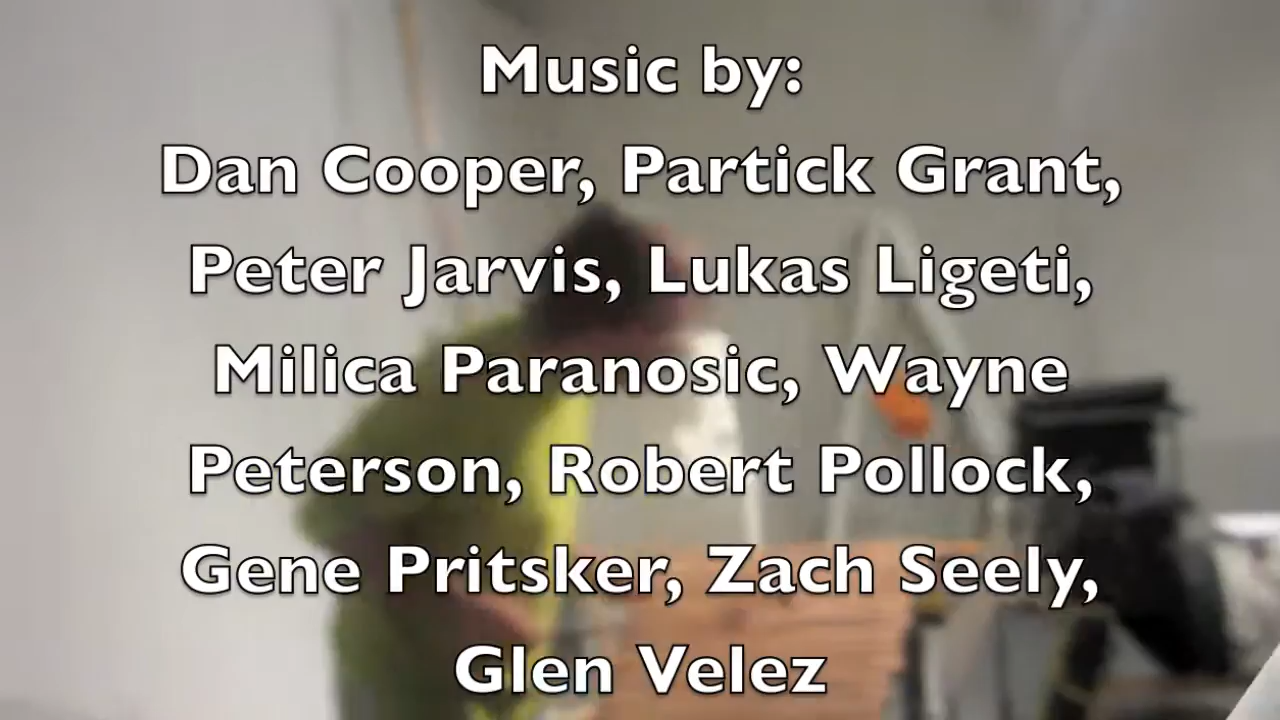 Music by:
Dan Cooper, Partick Grant,
Peter Jarvis, Lukas Ligeti,
Milica Paranosic, Wayne
Peterson, Robert Pollock,
Gene Pritsker, Zach Seely,
Glen Velez